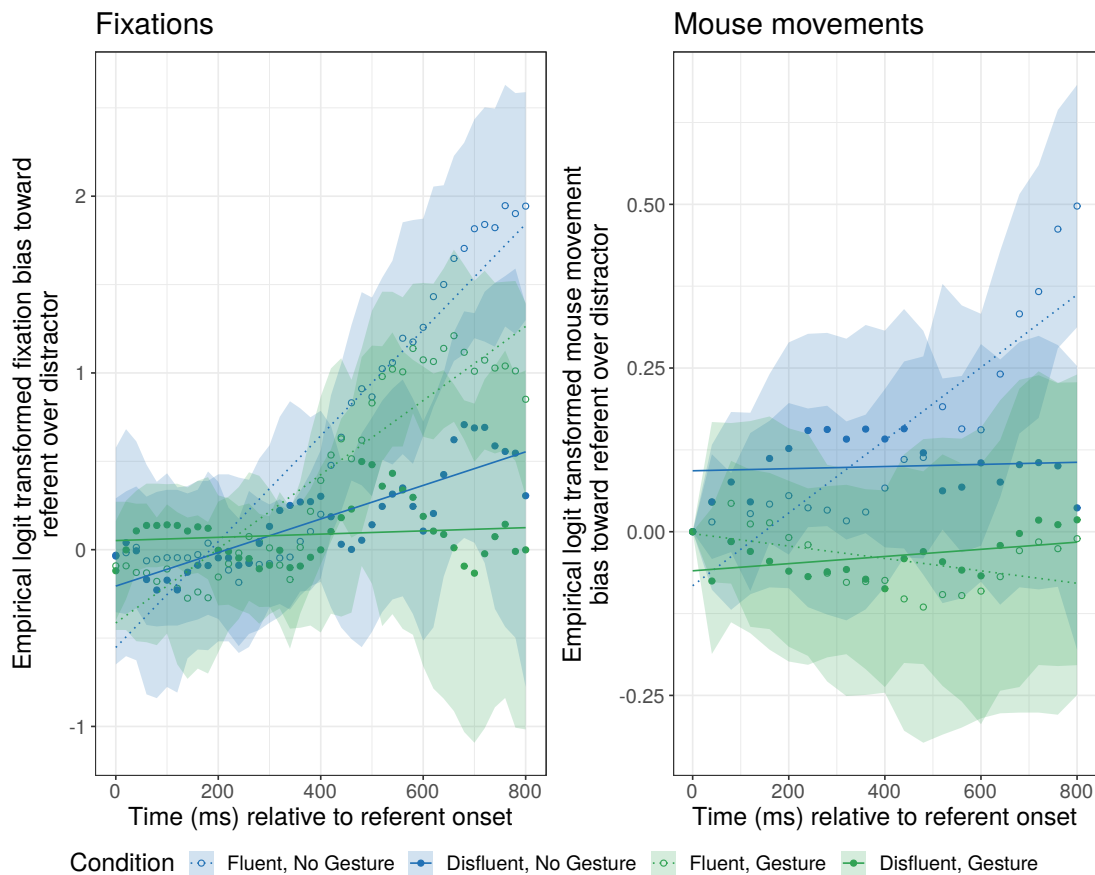 Fixations
Empirical logit transformed fixation bias toward
referent over distractor
2
1
0
-1
0
200
400
600
800
Time (ms) relative to referent onset
Mouse movements
Empirical logit transformed mouse movement
bias toward referent over distractor
0.50
0.25
0.00
-0.25
0
200
400
600
800
Time (ms) relative to referent onset
Condition Fluent, No Gesture Disfluent, No Gesture Fluent, Gesture Disfluent, Gesture